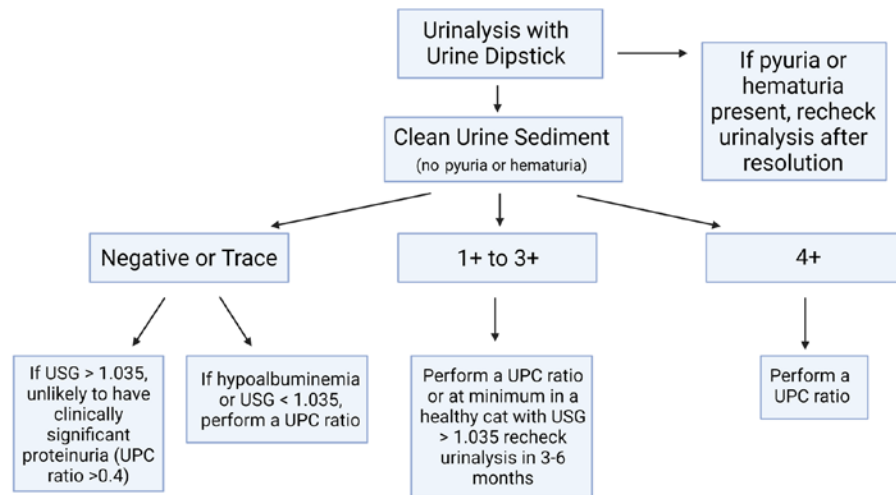 Urinalysis with
Urine Dipstick
If pyuria or
hematuria
present, recheck
urinalysis after
resolution
Clean Urine Sediment
(no pyuria or hematuria)
Negative or Trace
1+ to 3+
4+
If USG > 1.035,
unlikely to have
clinically
significant
proteinuria (UPC
ratio >0.4)
If hypoalbuminemia
or USG < 1.035,
perform a UPC ratio
Perform a UPC ratio
or at minimum in a
healthy cat with USG
> 1.035 recheck
urinalysis in 3-6
months
Perform a
UPC ratio